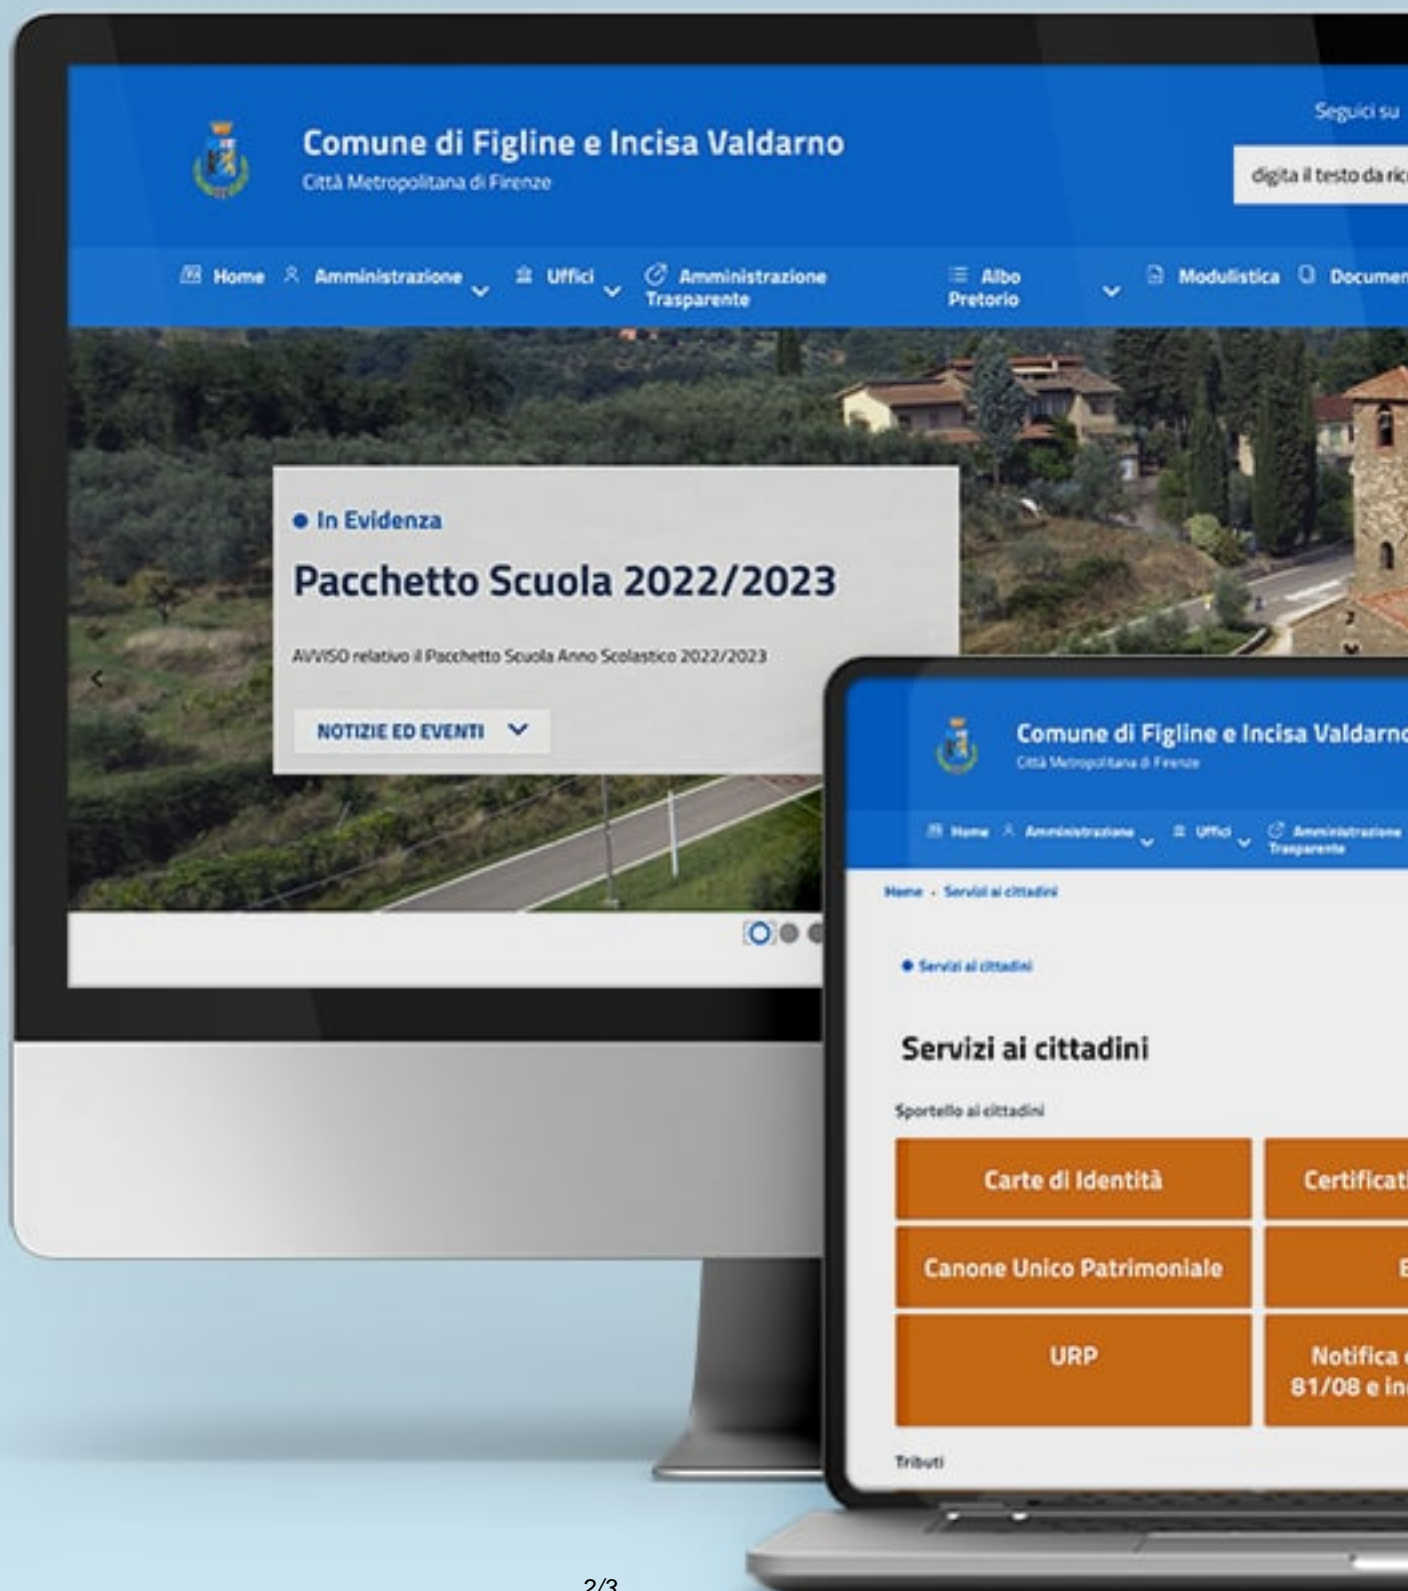 Comune di Figline e Incisa Valdarno
Città Metropolitana di Firenze
Seguici su
digita il testo da ric
Home
Amministrazione
Uffici
Amministrazione
Trasparente
Albo
Pretorio
Modulistica
Documen
In Evidenza
Pacchetto Scuola 2022/2023
AVVISO relativo il Pacchetto Scuola Anno Scolastico 2022/2023
NOTIZIE ED EVENTI
Comune di Figline e Incisa Valdarno
Città Metropolitana di Firenze
Home
Amministrazione
Uffici
Amministrazione
Trasparente
Home - Servizi ai cittadini
Servizi ai cittadini
Servizi ai cittadini
Sportello ai cittadini
Carte di Identità
Certificati
Canone Unico Patrimoniale
URP
Notifica
81/08 e in
Tributi
2/3